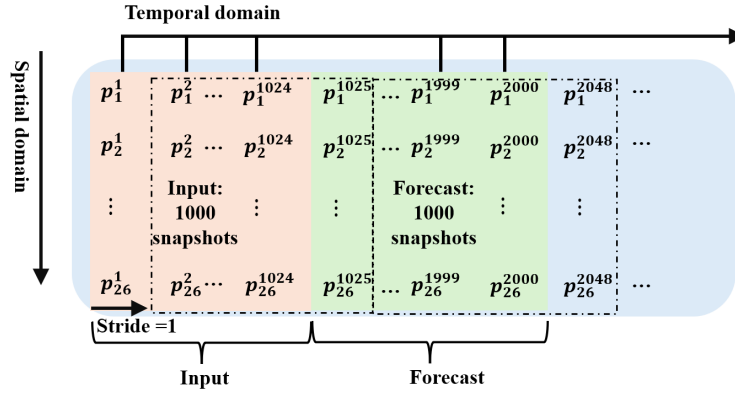 Temporal domain
Spatial domain
p_1^1 p_1^2 ... p_1^1024 p_1^1025 ... p_1^1999 p_1^2000 p_1^2048 ...
p_2^1 p_2^2 ... p_2^1024 p_2^1025 ... p_2^1999 p_2^2000 p_2^2048 ...
⋮ Input: ⋮ ⋮ Forecast: ⋮ ⋮
1000 1000
snapshots snapshots
p_26^1 p_26^2 ... p_26^1024 p_26^1025 ... p_26^1999 p_26^2000 p_26^2048 ...
Stride =1
Input Forecast